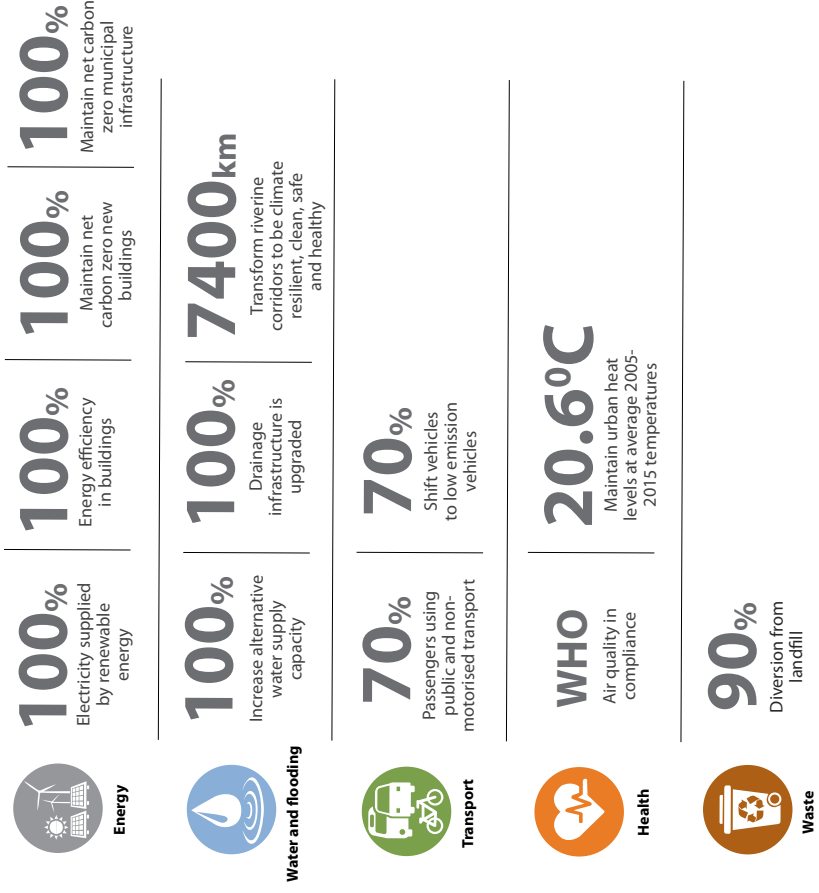 Energy
100%
Electricity supplied
by renewable
energy
100%
Energy efficiency
in buildings
100%
Maintain net
carbon zero new
buildings
100%
Maintain net carbon
zero municipal
infrastructure
Water and flooding
100%
Increase alternative
water supply
capacity
100%
Drainage
infrastructure is
upgraded
7400km
Transform riverine
corridors to be climate
resilient, clean, safe
and healthy
Transport
70%
Passengers using
public and non-
motorised transport
70%
Shift vehicles
to low emission
vehicles
Health
WHO
Air quality in
compliance
20.6⁰C
Maintain urban heat
levels at average 2005-
2015 temperatures
Waste
90%
Diversion from
landfill